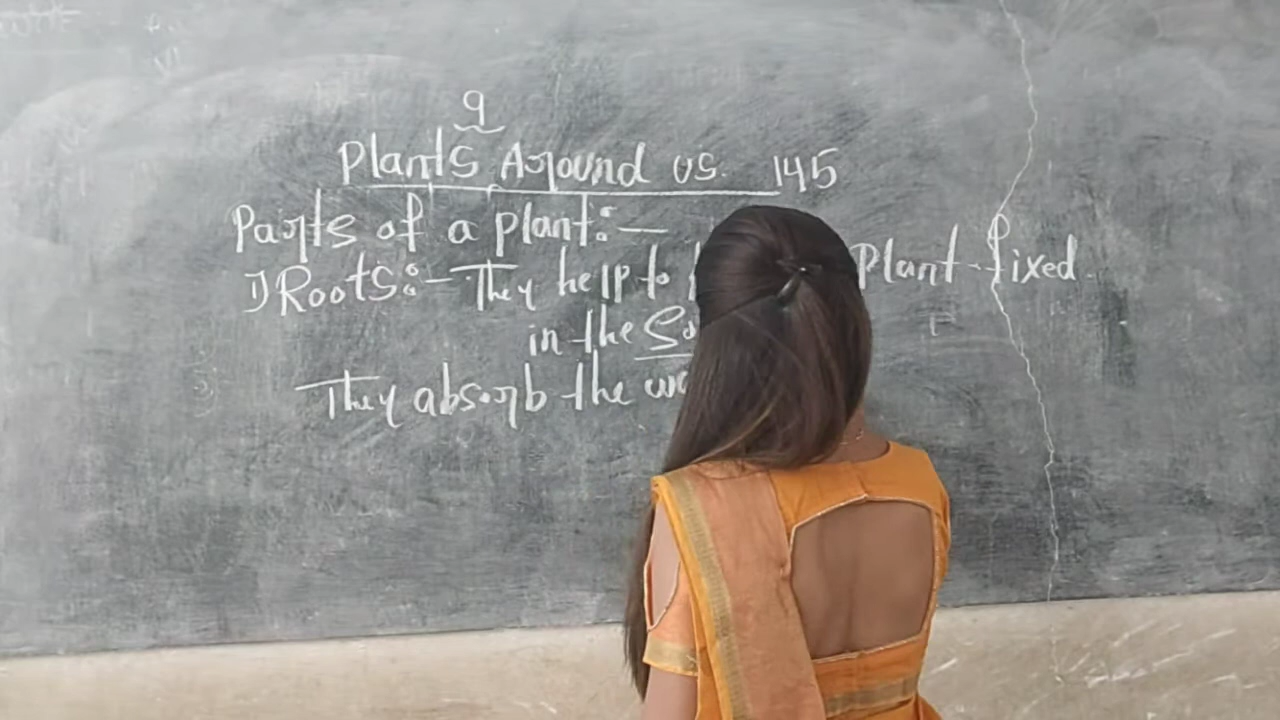 9
Plants Around us. 145
Parts of a plant:—
1) Roots:- They help to plant fixed
in the
They absorb the